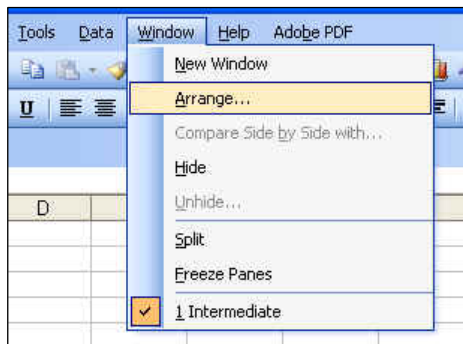 Tools Data Window Help Adobe PDF
New Window
U
Arrange...
Compare Side by Side with...
Hide
D
Unhide...
Split
Freeze Panes
1 Intermediate